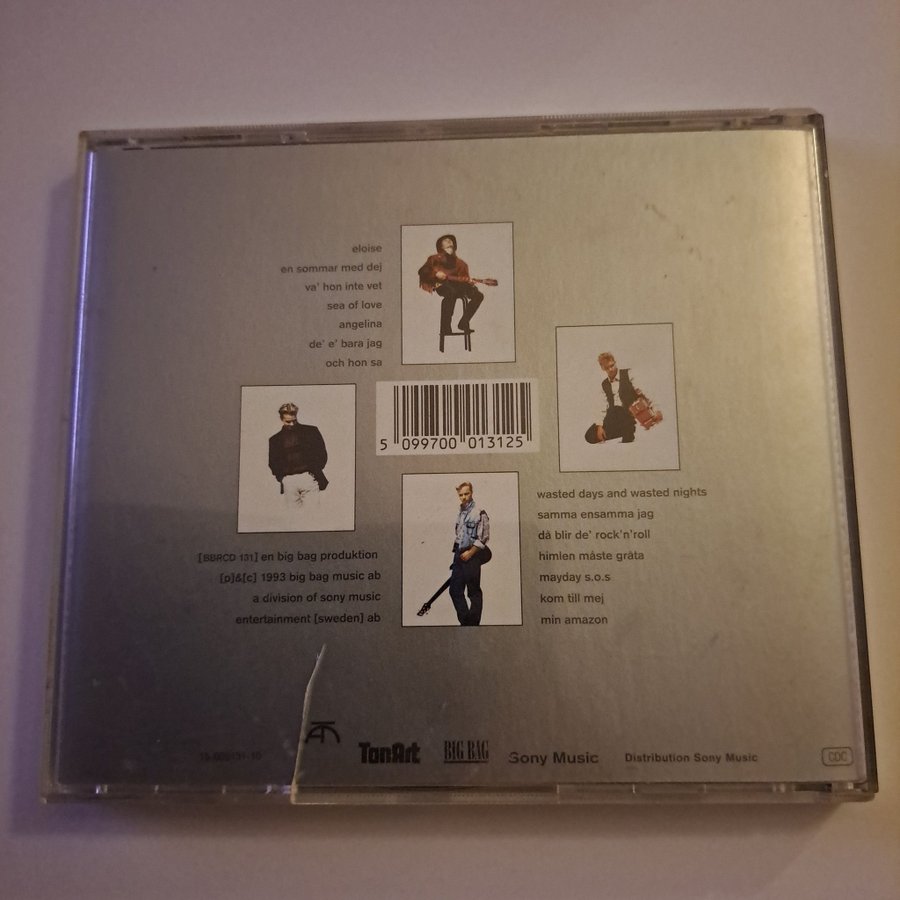 eloise
en sommar med dej
va' hon inte vet
sea of love
angelina
de' e' bara jag
och hon sa
5 099700 013125
wasted days and wasted nights
samma ensamma jag
då blir de' rock'n'roll
himlen måste gråta
mayday s.o.s
kom till mej
min amazon
[BBRCD 131] en big bag produktion
[p]&[c] 1993 big bag music ab
a division of sony music
entertainment [sweden] ab
TonArt
BIG BAG
Sony Music
Distribution Sony Music
CDC